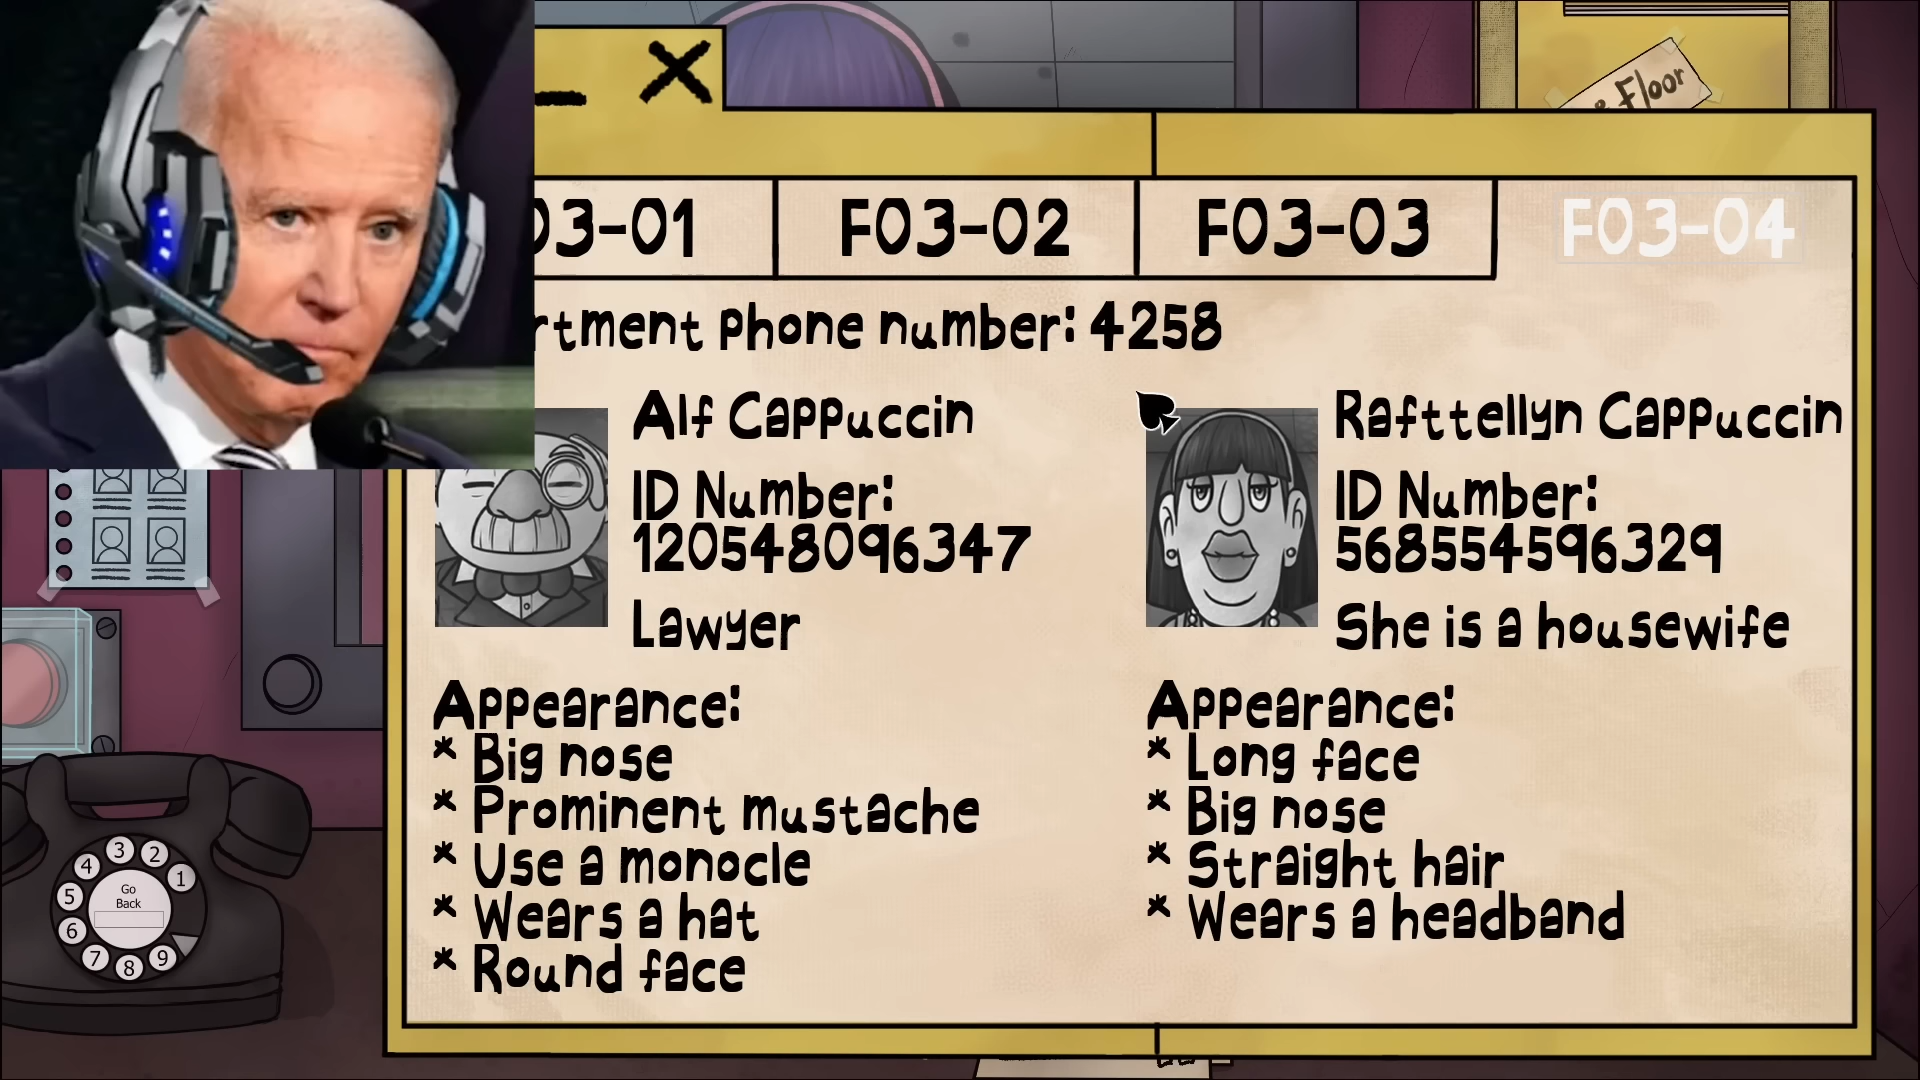 Floor
03-01 F03-02 F03-03 F03-04
rtment phone number: 4258
Alf Cappuccin
ID Number:
120548096347
Lawyer
Appearance:
* Big nose
* Prominent mustache
* Use a monocle
* Wears a hat
* Round face
Rafttellyn Cappuccin
ID Number:
568554596329
She is a housewife
Appearance:
* Long face
* Big nose
* Straight hair
* Wears a headband
3 2
4 1
5
6
7 8 9
Go
Back